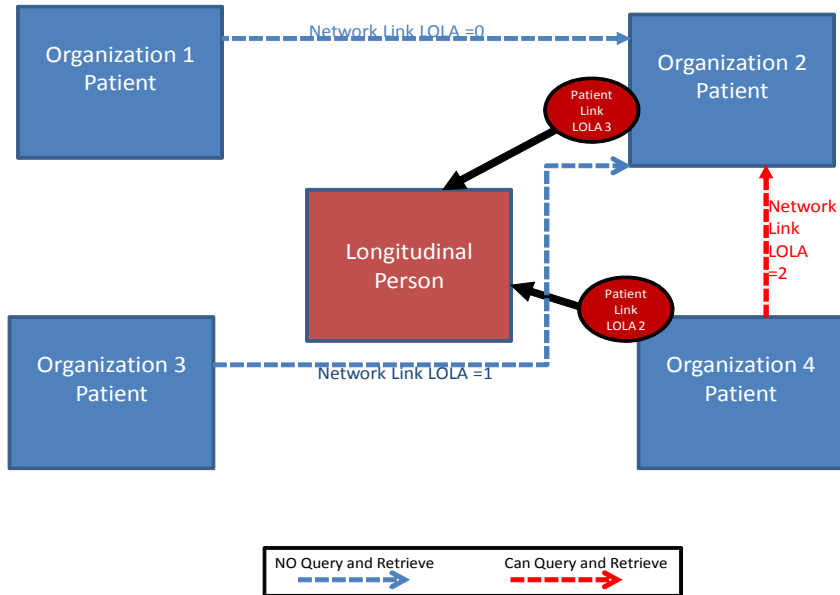 Organization 1
Patient
Network Link LOLA =0
Organization 2
Patient
Patient
Link
LOLA 3
Longitudinal
Person
Network
Link
LOLA
=2
Patient
Link
LOLA 2
Organization 3
Patient
Network Link LOLA =1
Organization 4
Patient
NO Query and Retrieve
Can Query and Retrieve